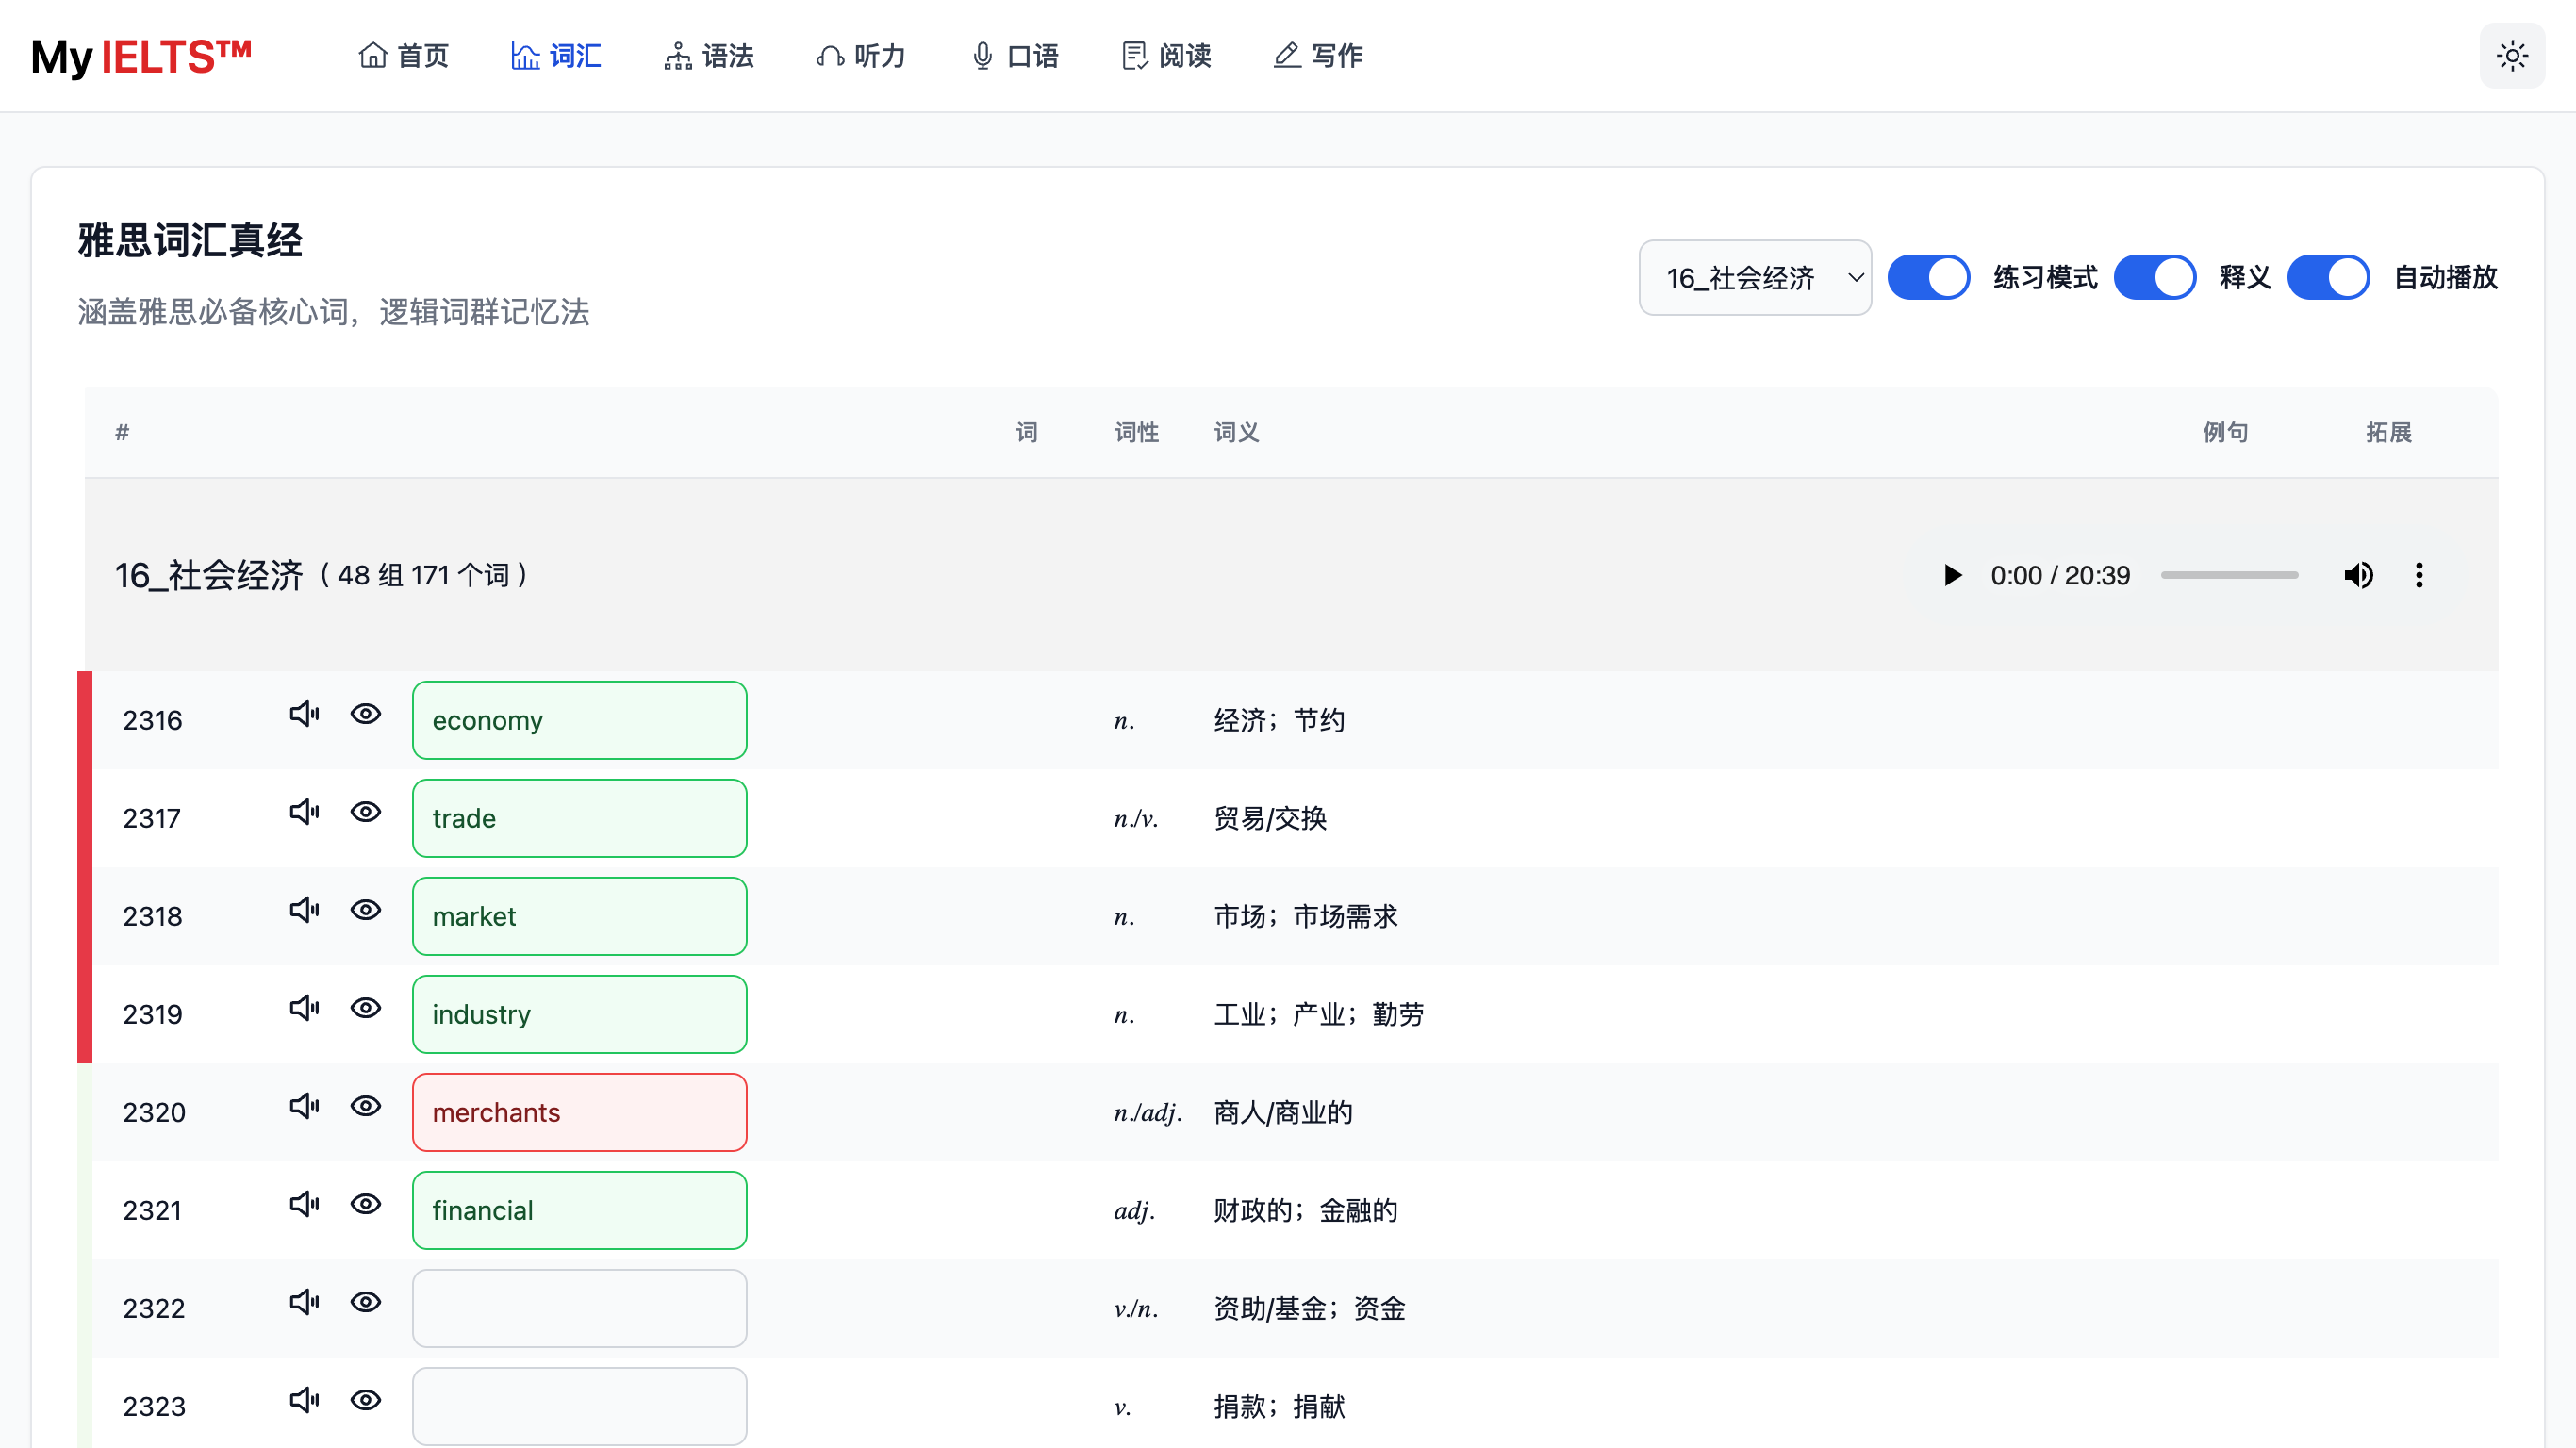 My IELTS™ 首页 词汇 语法 听力 口语 阅读 写作
雅思词汇真经
涵盖雅思必备核心词，逻辑词群记忆法
16_社会经济 练习模式 释义 自动播放
# 词 词性 词义 例句 拓展
16_社会经济（48 组 171 个词） 0:00 / 20:39
2316 economy n. 经济；节约
2317 trade n./v. 贸易/交换
2318 market n. 市场；市场需求
2319 industry n. 工业；产业；勤劳
2320 merchants n./adj. 商人/商业的
2321 financial adj. 财政的；金融的
2322 v./n. 资助/基金；资金
2323 v. 捐款；捐献